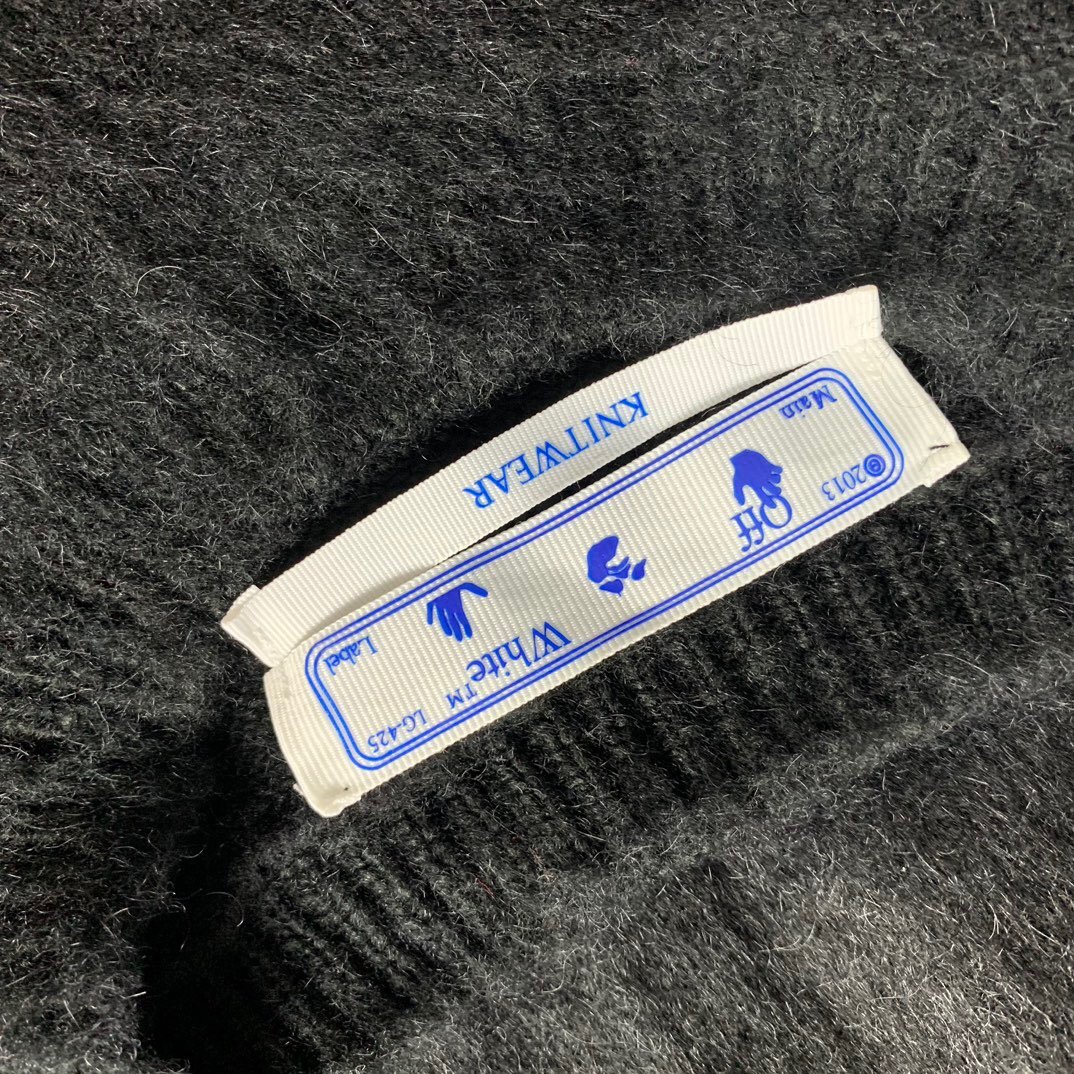 ©2013 Off White™ LG-425
Main Label
KNITWEAR